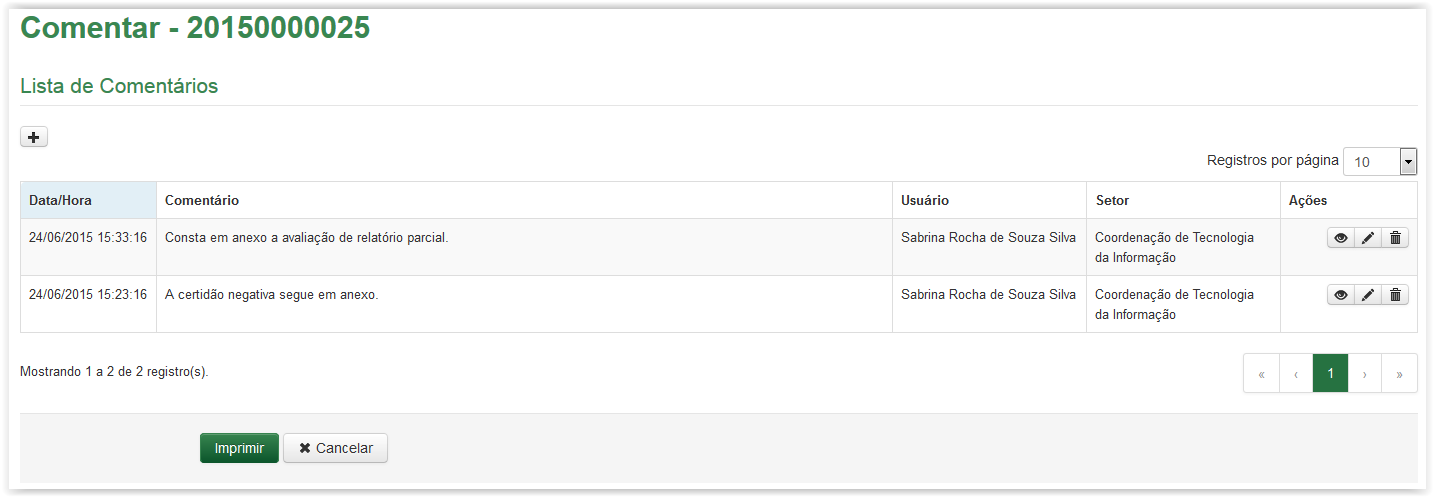 Comentar - 20150000025
Lista de Comentários
Registros por página 10
Data/Hora Comentário Usuário Setor Ações
24/06/2015 15:33:16 Consta em anexo a avaliação de relatório parcial. Sabrina Rocha de Souza Silva Coordenação de Tecnologia
da Informação
24/06/2015 15:23:16 A certidão negativa segue em anexo. Sabrina Rocha de Souza Silva Coordenação de Tecnologia
da Informação
Mostrando 1 a 2 de 2 registro(s). « ‹ 1 › »
Imprimir Cancelar